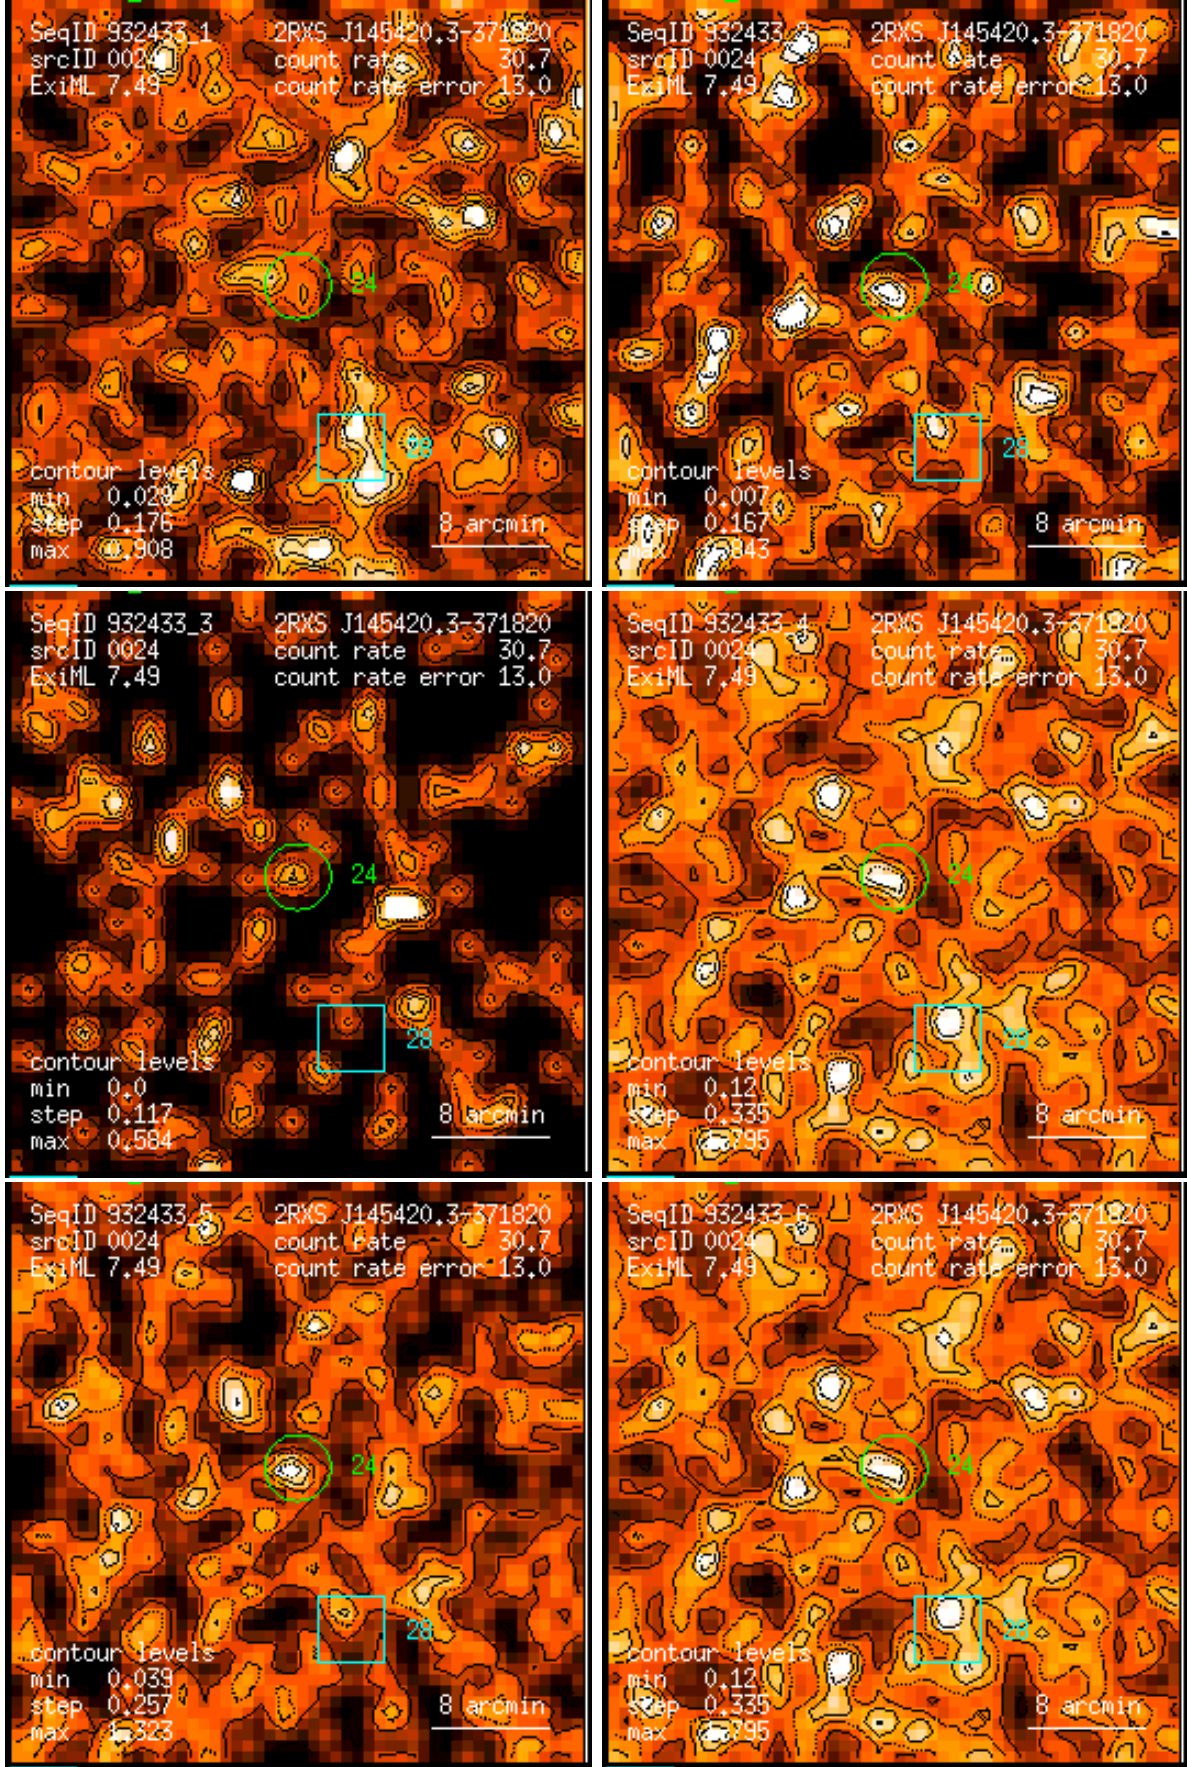 SeqID 932433_1 2RXS J145420.3-371820
srcID 0024 count rate 30.7
ExiML 7.49 count rate error 13.0
24
28
contour levels
min 0.029
step 0.176 8 arcmin
max 0.908
SeqID 932433_2 2RXS J145420.3-371820
srcID 0024 count rate 30.7
ExiML 7.49 count rate error 13.0
24
28
contour levels
min 0.007
step 0.167 8 arcmin
max 0.843
SeqID 932433_3 2RXS J145420.3-371820
srcID 0024 count rate 30.7
ExiML 7.49 count rate error 13.0
24
28
contour levels
min 0.0
step 0.117 8 arcmin
max 0.584
SeqID 932433_4 2RXS J145420.3-371820
srcID 0024 count rate 30.7
ExiML 7.49 count rate error 13.0
24
28
contour levels
min 0.12
step 0.335 8 arcmin
max 1.795
SeqID 932433_5 2RXS J145420.3-371820
srcID 0024 count rate 30.7
ExiML 7.49 count rate error 13.0
24
28
contour levels
min 0.039
step 0.257 8 arcmin
max 1.323
SeqID 932433_6 2RXS J145420.3-371820
srcID 0024 count rate 30.7
ExiML 7.49 count rate error 13.0
24
28
contour levels
min 0.12
step 0.335 8 arcmin
max 1.795